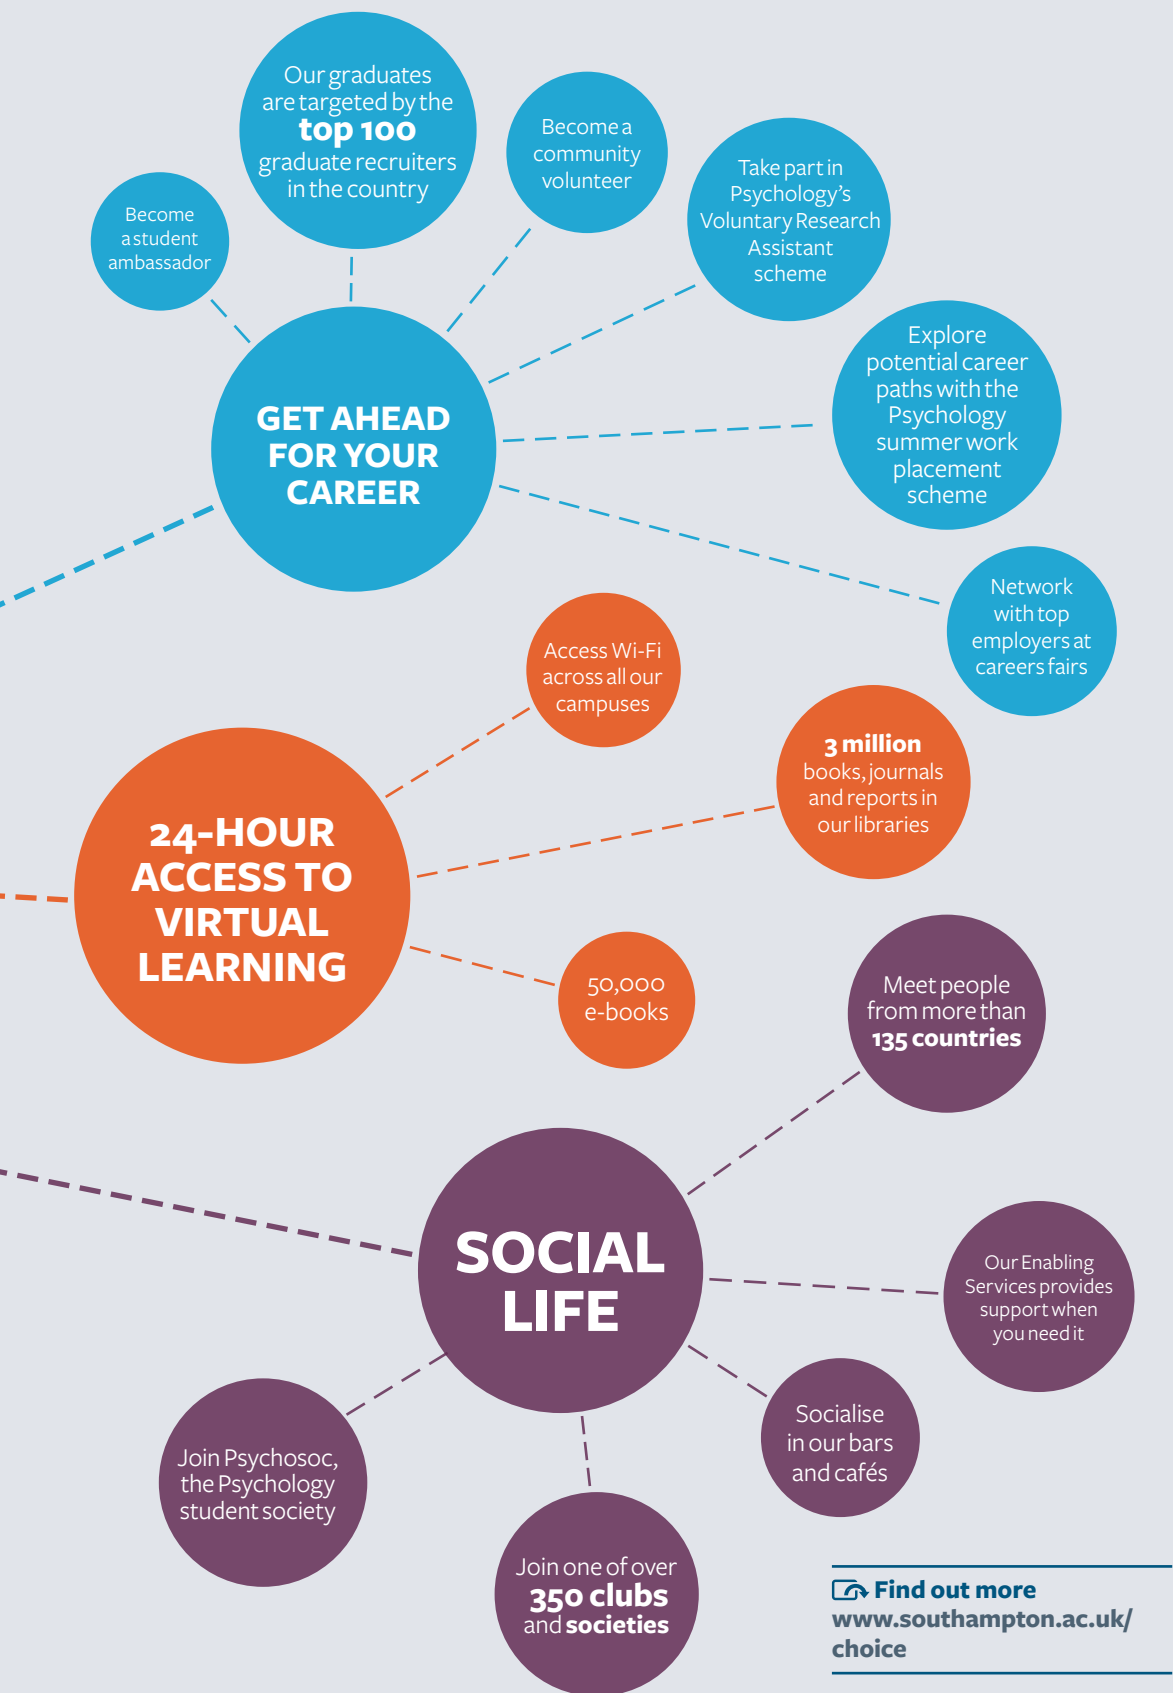 Our graduates
are targeted by the
top 100
graduate recruiters
in the country
Become a
community
volunteer
Take part in
Psychology’s
Voluntary Research
Assistant
scheme
Become
a student
ambassador
Explore
potential career
paths with the
Psychology
summer work
placement
scheme
GET AHEAD
FOR YOUR
CAREER
Network
with top
employers at
careers fairs
Access Wi-Fi
across all our
campuses
3 million
books, journals
and reports in
our libraries
24-HOUR
ACCESS TO
VIRTUAL
LEARNING
50,000
e-books
Meet people
from more than
135 countries
SOCIAL
LIFE
Our Enabling
Services provides
support when
you need it
Socialise
in our bars
and cafés
Join Psychosoc,
the Psychology
student society
Join one of over
350 clubs
and societies
Find out more
www.southampton.ac.uk/
choice